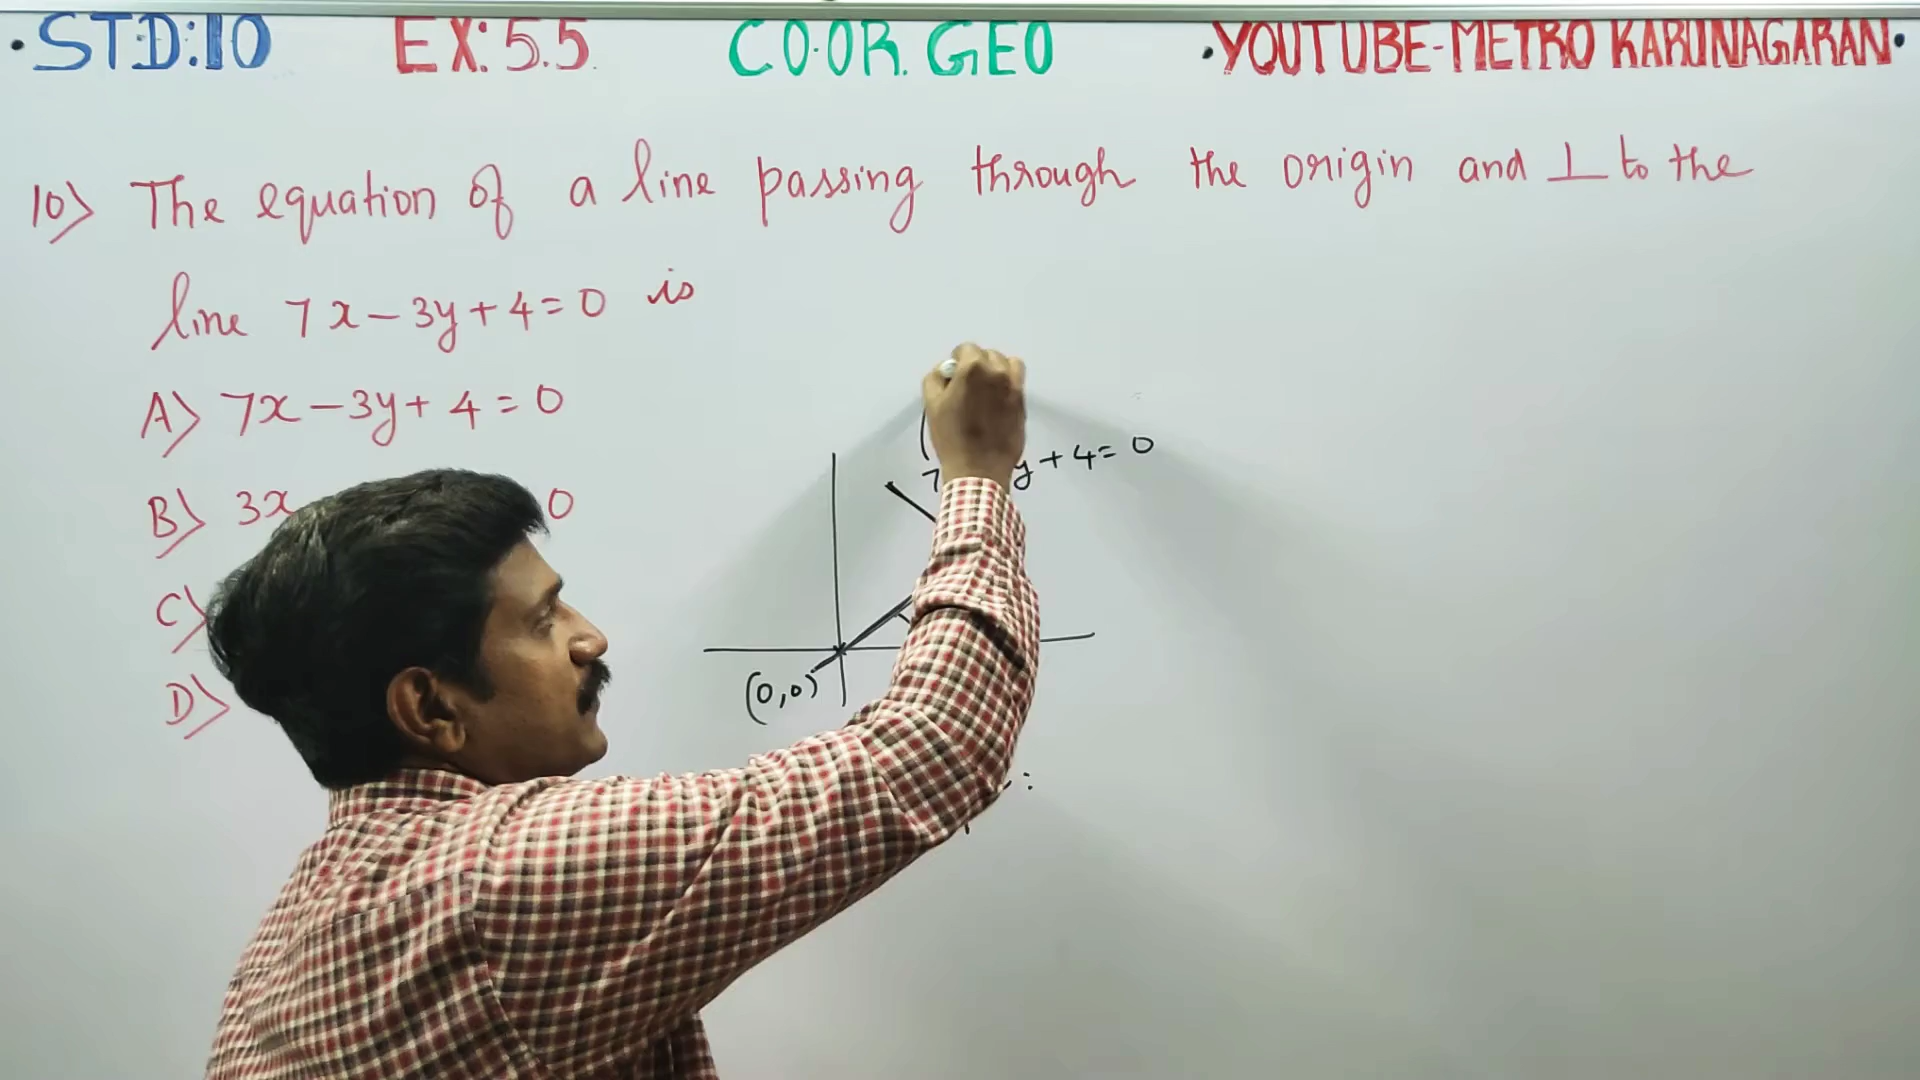 STD:10 EX: 5.5 CO.OR. GEO YOUTUBE-METRO KARUNAGARAN
10) The equation of a line passing through the origin and ⊥ to the
line 7x - 3y + 4 = 0 is
A) 7x - 3y + 4 = 0
B) 3x 0
C)
D)
7 y + 4 = 0
(0,0)